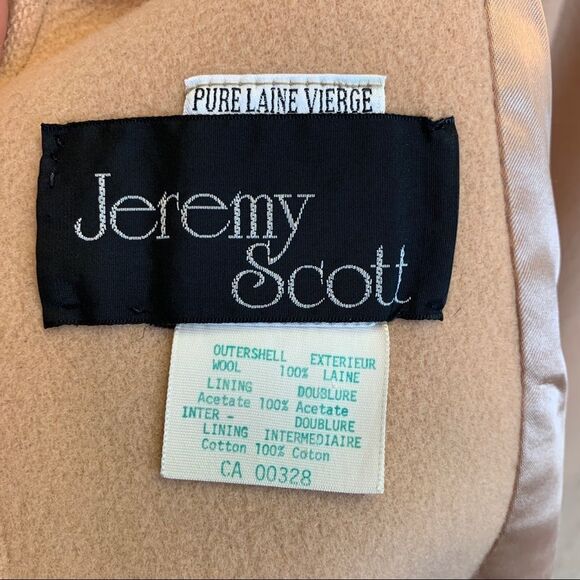 PURE LAINE VIERGE
Jeremy
Scott
OUTERSHELL EXTERIEUR
WOOL 100% LAINE
LINING DOUBLURE
Acetate 100% Acetate
INTER - DOUBLURE
LINING INTERMEDIAIRE
Cotton 100% Coton
CA 00328